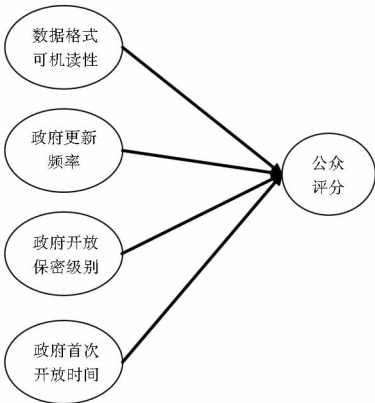 数据格式
可机读性
政府更新
频率
公众
评分
政府开放
保密级别
政府首次
开放时间